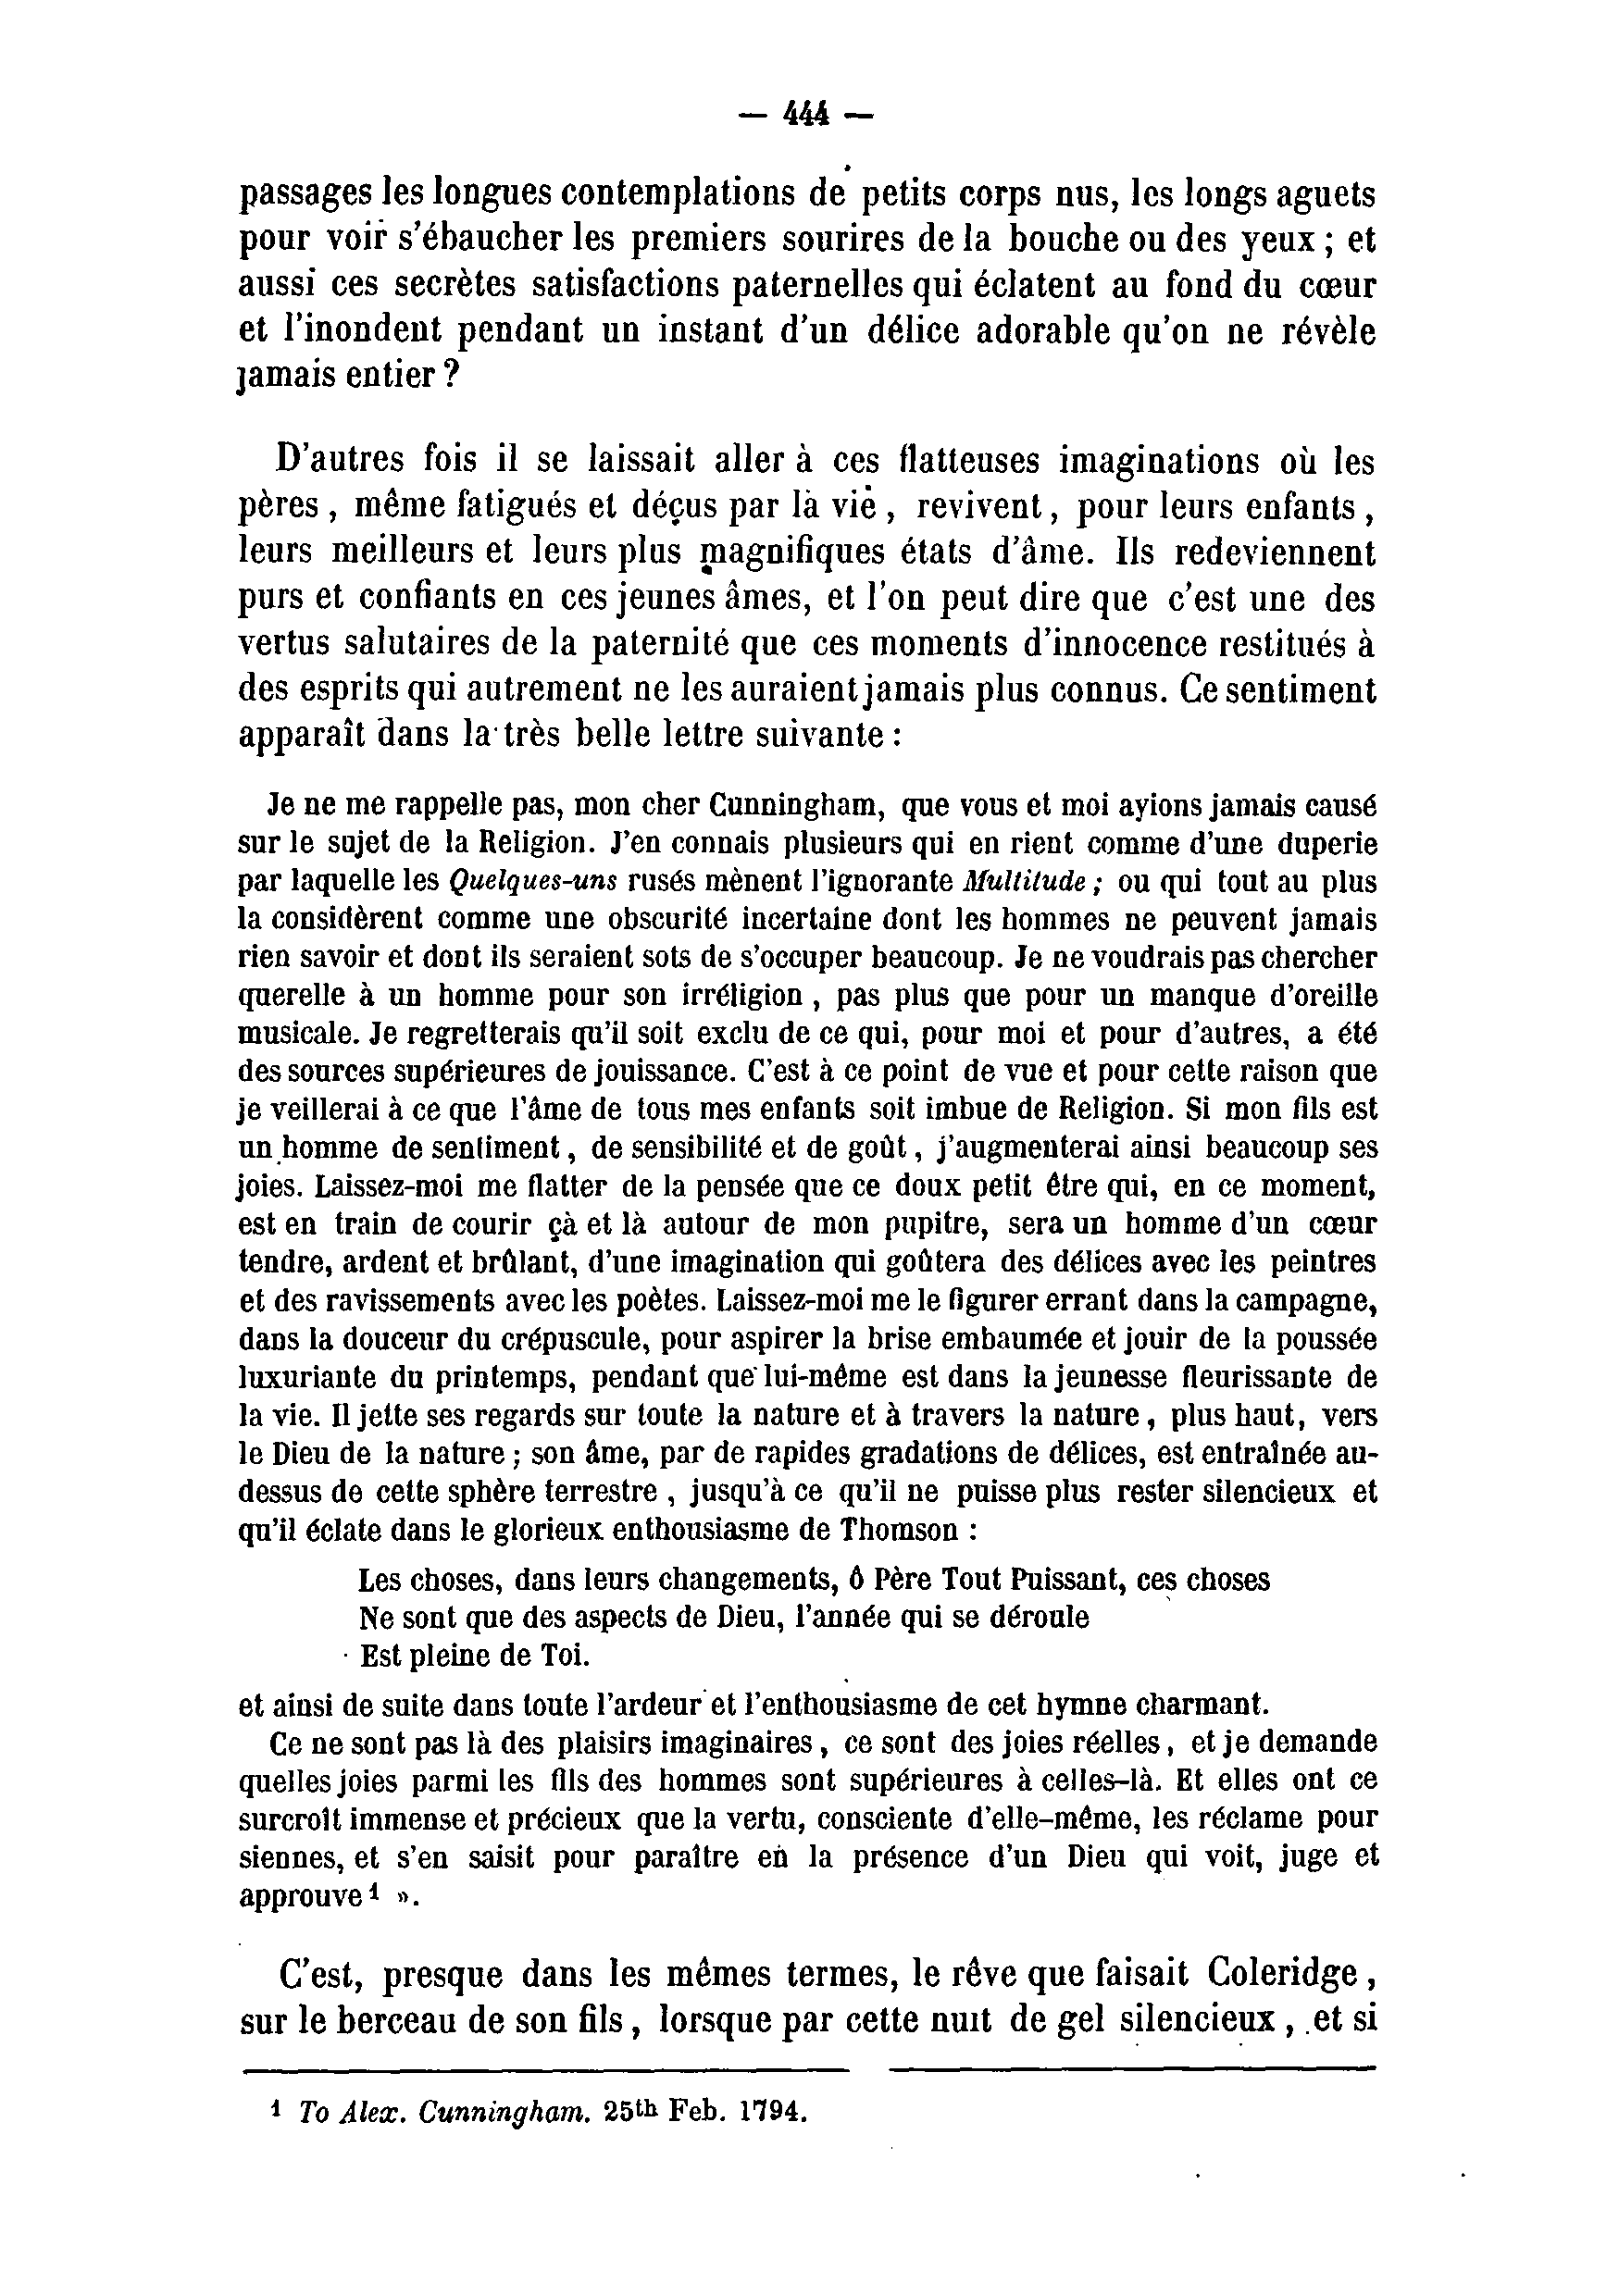 — 444 —
passages les longues contemplations de petits corps nus, les longs aguets
pour voir s'ébaucher les premiers sourires de la bouche ou des yeux ; et
aussi ces secrètes satisfactions paternelles qui éclatent au fond du cœur
et l'inondent pendant un instant d'un délice adorable qu'on ne révèle
jamais entier ?
D'autres fois il se laissait aller à ces flatteuses imaginations où les
pères , même fatigués et déçus par la vie , revivent , pour leurs enfants ,
leurs meilleurs et leurs plus magnifiques états d'âme. Ils redeviennent
purs et confiants en ces jeunes âmes, et l'on peut dire que c'est une des
vertus salutaires de la paternité que ces moments d'innocence restitués à
des esprits qui autrement ne les auraient jamais plus connus. Ce sentiment
apparaît dans la très belle lettre suivante :
Je ne me rappelle pas, mon cher Cunningham, que vous et moi ayions jamais causé
sur le sujet de la Religion. J'en connais plusieurs qui en rient comme d'une duperie
par laquelle les Quelques-uns rusés mènent l'ignorante Multitude ; ou qui tout au plus
la considèrent comme une obscurité incertaine dont les hommes ne peuvent jamais
rien savoir et dont ils seraient sots de s'occuper beaucoup. Je ne voudrais pas chercher
querelle à un homme pour son irréligion , pas plus que pour un manque d'oreille
musicale. Je regretterais qu'il soit exclu de ce qui, pour moi et pour d'autres, a été
des sources supérieures de jouissance. C'est à ce point de vue et pour cette raison que
je veillerai à ce que l'âme de tous mes enfants soit imbue de Religion. Si mon fils est
un homme de sentiment , de sensibilité et de goût , j'augmenterai ainsi beaucoup ses
joies. Laissez-moi me flatter de la pensée que ce doux petit être qui, en ce moment,
est en train de courir çà et là autour de mon pupitre, sera un homme d'un cœur
tendre, ardent et brûlant, d'une imagination qui goûtera des délices avec les peintres
et des ravissements avec les poètes. Laissez-moi me le figurer errant dans la campagne,
dans la douceur du crépuscule, pour aspirer la brise embaumée et jouir de la poussée
luxuriante du printemps, pendant que lui-même est dans la jeunesse fleurissante de
la vie. Il jette ses regards sur toute la nature et à travers la nature , plus haut, vers
le Dieu de la nature ; son âme, par de rapides gradations de délices, est entraînée au-
dessus de cette sphère terrestre , jusqu'à ce qu'il ne puisse plus rester silencieux et
qu'il éclate dans le glorieux enthousiasme de Thomson :
Les choses, dans leurs changements, ô Père Tout Puissant, ces choses
Ne sont que des aspects de Dieu, l'année qui se déroule
Est pleine de Toi.
et ainsi de suite dans toute l'ardeur et l'enthousiasme de cet hymne charmant.
Ce ne sont pas là des plaisirs imaginaires , ce sont des joies réelles , et je demande
quelles joies parmi les fils des hommes sont supérieures à celles-là. Et elles ont ce
surcroît immense et précieux que la vertu, consciente d'elle-même, les réclame pour
siennes, et s'en saisit pour paraître en la présence d'un Dieu qui voit, juge et
approuve ¹ ».
C'est, presque dans les mêmes termes, le rêve que faisait Coleridge ,
sur le berceau de son fils , lorsque par cette nuit de gel silencieux , et si
¹ To Alex. Cunningham. 25th Feb. 1794.